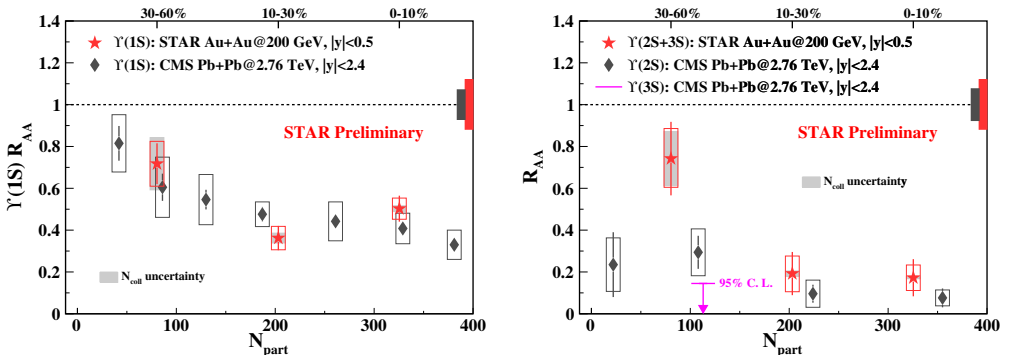 30-60% 10-30% 0-10%
ϒ(1S): STAR Au+Au@200 GeV, |y|<0.5
ϒ(1S): CMS Pb+Pb@2.76 TeV, |y|<2.4
STAR Preliminary
N_coll uncertainty
ϒ(1S) R_AA
1.4
1.2
1
0.8
0.6
0.4
0.2
0
0 100 200 300 400
N_part
30-60% 10-30% 0-10%
ϒ(2S+3S): STAR Au+Au@200 GeV, |y|<0.5
ϒ(2S): CMS Pb+Pb@2.76 TeV, |y|<2.4
ϒ(3S): CMS Pb+Pb@2.76 TeV, |y|<2.4
STAR Preliminary
N_coll uncertainty
95% C. L.
R_AA
1.4
1.2
1
0.8
0.6
0.4
0.2
0
0 100 200 300 400
N_part